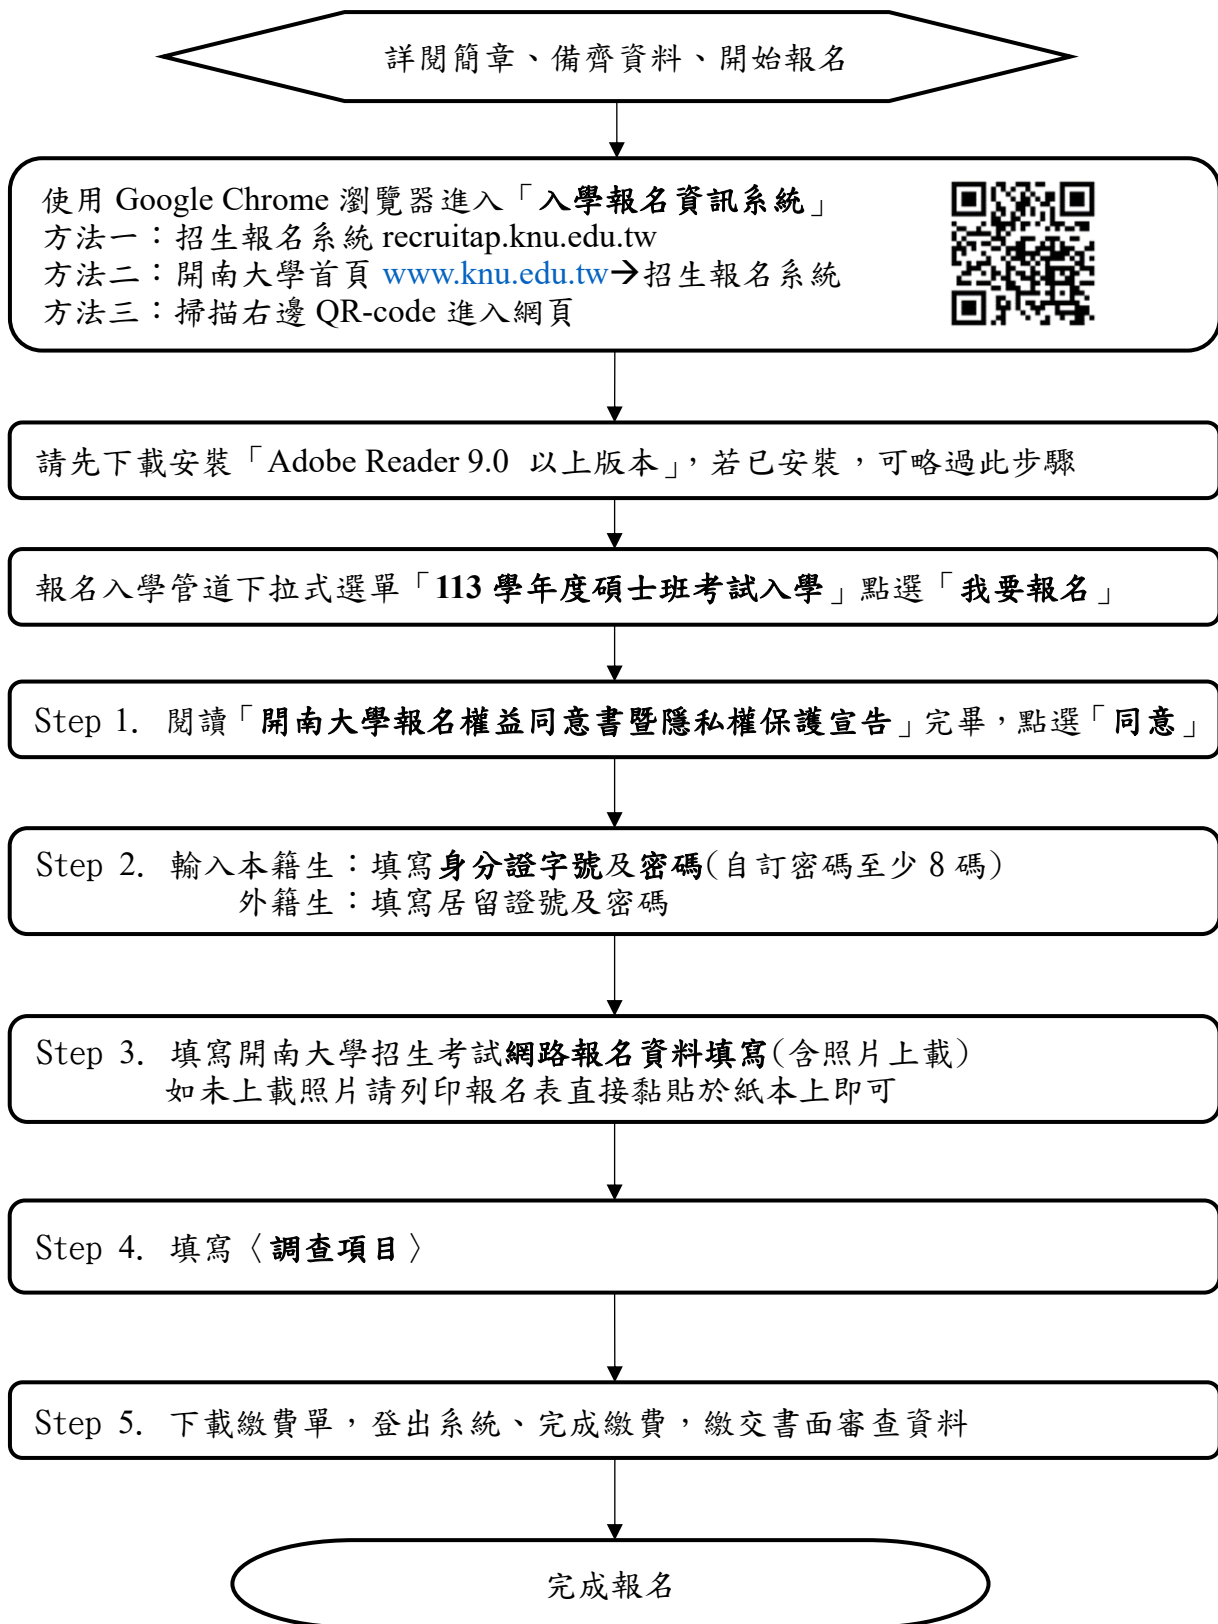 詳閱簡章、備齊資料、開始報名
使用 Google Chrome 瀏覽器進入「入學報名資訊系統」
方法一：招生報名系統 recruitap.knu.edu.tw
方法二：開南大學首頁 www.knu.edu.tw→招生報名系統
方法三：掃描右邊 QR-code 進入網頁
請先下載安裝「Adobe Reader 9.0 以上版本」，若已安裝，可略過此步驟
報名入學管道下拉式選單「113 學年度碩士班考試入學」點選「我要報名」
Step 1. 閱讀「開南大學報名權益同意書暨隱私權保護宣告」完畢，點選「同意」
Step 2. 輸入本籍生：填寫身分證字號及密碼(自訂密碼至少 8 碼)
外籍生：填寫居留證號及密碼
Step 3. 填寫開南大學招生考試網路報名資料填寫(含照片上載)
如未上載照片請列印報名表直接黏貼於紙本上即可
Step 4. 填寫〈調查項目〉
Step 5. 下載繳費單，登出系統、完成繳費，繳交書面審查資料
完成報名